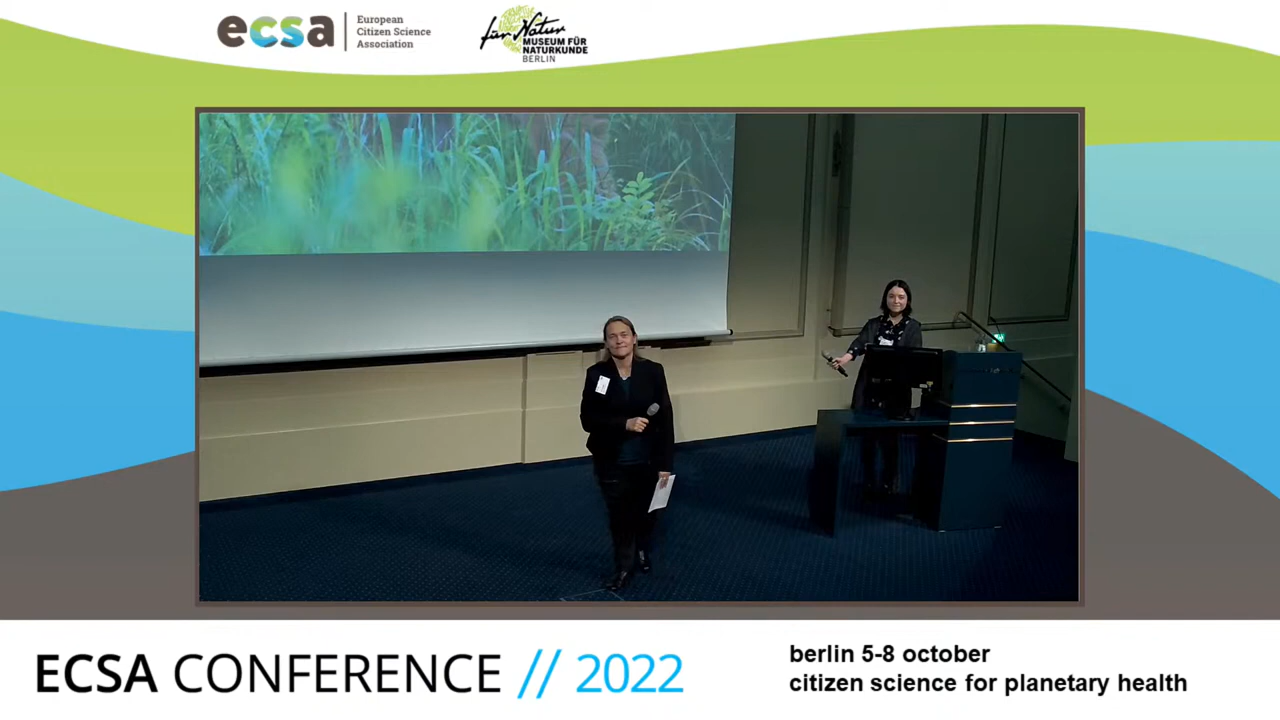 ecsa
European
Citizen Science
Association
für Natur
MUSEUM FÜR
NATURKUNDE
BERLIN
ECSA CONFERENCE // 2022
berlin 5-8 october
citizen science for planetary health